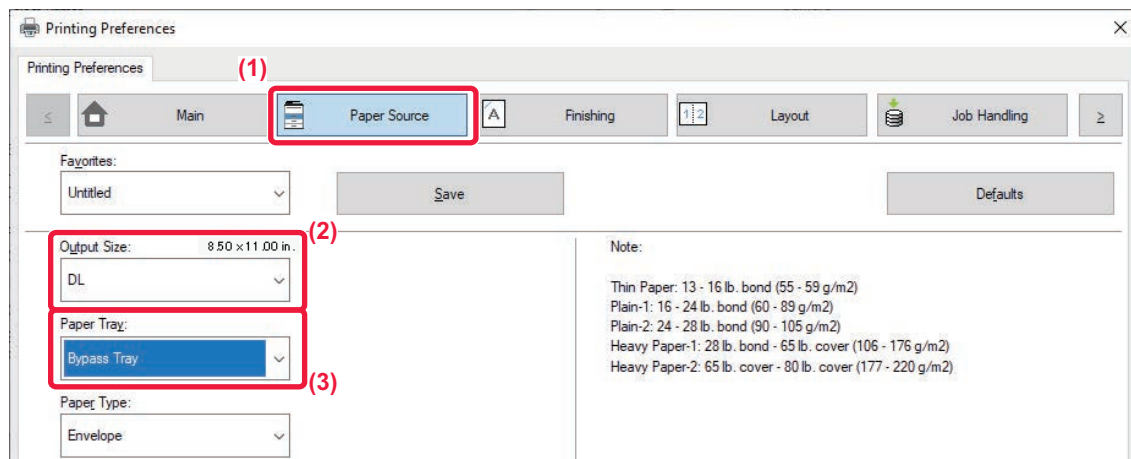 Printing Preferences
Printing Preferences
(1)
≤
Main
Paper Source
A
Finishing
1 2
Layout
Job Handling
≥
Favorites:
Untitled
Save
Defaults
(2)
Output Size: 8.50 x 11.00 in.
DL
Paper Tray:
Bypass Tray
(3)
Paper Type:
Envelope
Note:
Thin Paper: 13 - 16 lb. bond (55 - 59 g/m2)
Plain-1: 16 - 24 lb. bond (60 - 89 g/m2)
Plain-2: 24 - 28 lb. bond (90 - 105 g/m2)
Heavy Paper-1: 28 lb. bond - 65 lb. cover (106 - 176 g/m2)
Heavy Paper-2: 65 lb. cover - 80 lb. cover (177 - 220 g/m2)